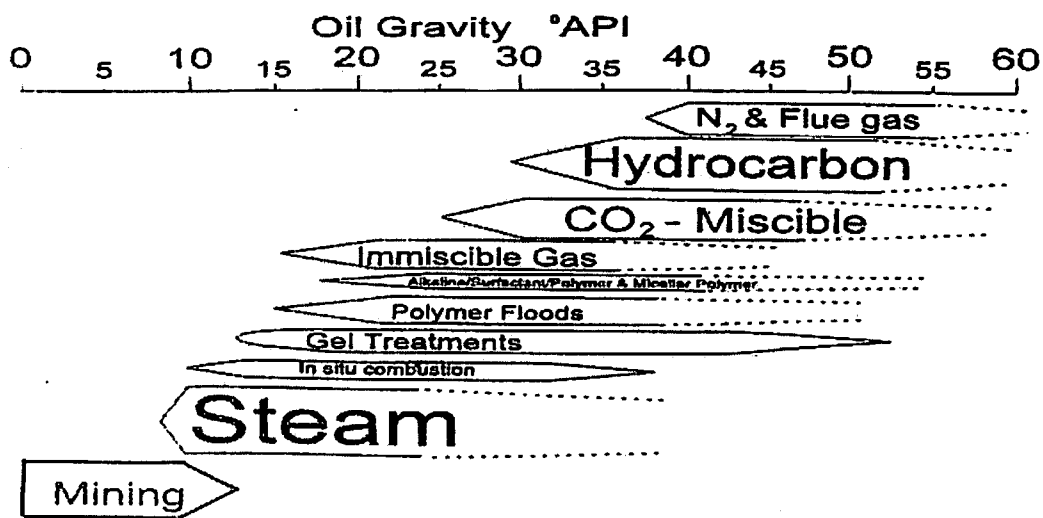 Oil Gravity °API
0 5 10 15 20 25 30 35 40 45 50 55 60
N₂ & Flue gas
Hydrocarbon
CO₂ - Miscible
Immiscible Gas
Alkaline/Surfactant/Polymer & Micellar Polymer
Polymer Floods
Gel Treatments
In situ combustion
Steam
Mining